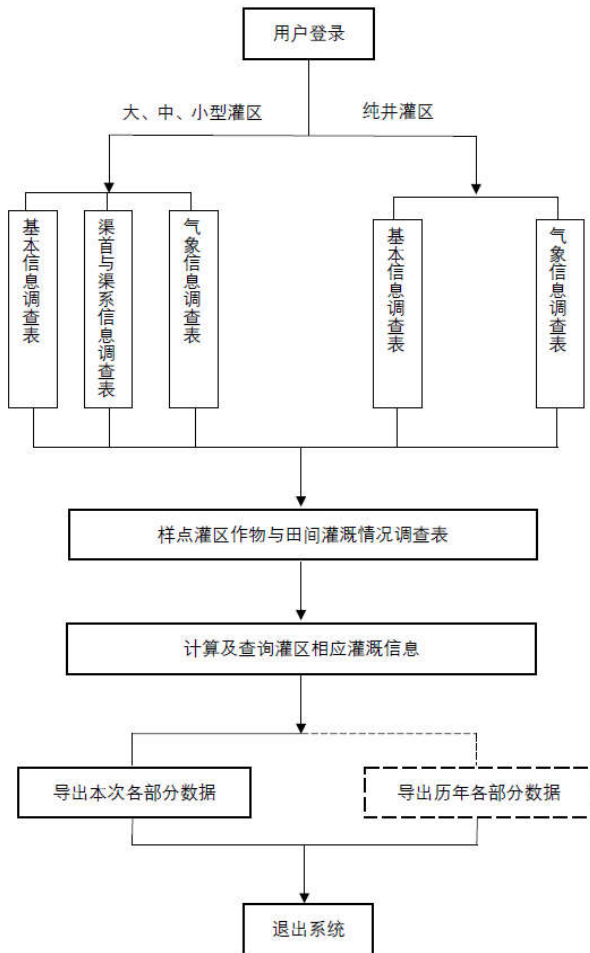 用户登录
大、中、小型灌区
纯井灌区
基本信息调查表
渠首与渠系信息调查表
气象信息调查表
基本信息调查表
气象信息调查表
样点灌区作物与田间灌溉情况调查表
计算及查询灌区相应灌溉信息
导出本次各部分数据
导出历年各部分数据
退出系统